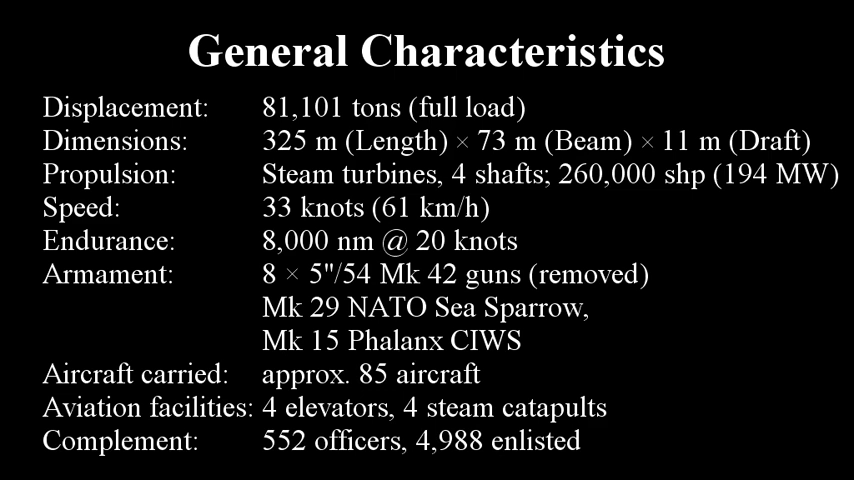 General Characteristics
Displacement: 81,101 tons (full load)
Dimensions: 325 m (Length) × 73 m (Beam) × 11 m (Draft)
Propulsion: Steam turbines, 4 shafts; 260,000 shp (194 MW)
Speed: 33 knots (61 km/h)
Endurance: 8,000 nm @ 20 knots
Armament: 8 × 5"/54 Mk 42 guns (removed)
Mk 29 NATO Sea Sparrow,
Mk 15 Phalanx CIWS
Aircraft carried: approx. 85 aircraft
Aviation facilities: 4 elevators, 4 steam catapults
Complement: 552 officers, 4,988 enlisted